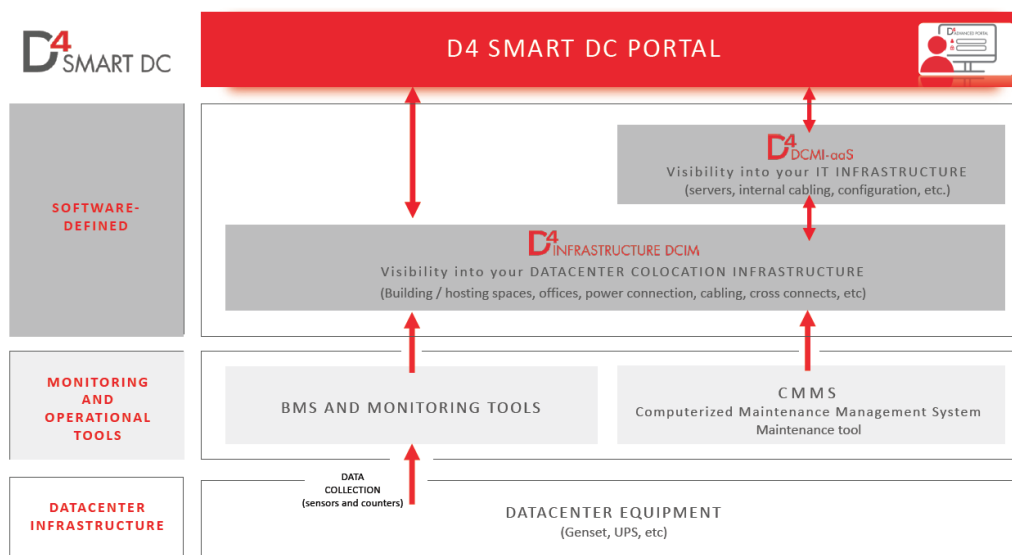 D4 SMART DC
D4 SMART DC PORTAL
D4 ADVANCED PORTAL
SOFTWARE-
DEFINED
D4 DCMI-aaS
Visibility into your IT INFRASTRUCTURE
(servers, internal cabling, configuration, etc.)
D4 INFRASTRUCTURE DCIM
Visibility into your DATACENTER COLOCATION INFRASTRUCTURE
(Building / hosting spaces, offices, power connection, cabling, cross connects, etc)
MONITORING
AND
OPERATIONAL
TOOLS
BMS AND MONITORING TOOLS
CMMS
Computerized Maintenance Management System
Maintenance tool
DATA
COLLECTION
(sensors and counters)
DATACENTER
INFRASTRUCTURE
DATACENTER EQUIPMENT
(Genset, UPS, etc)